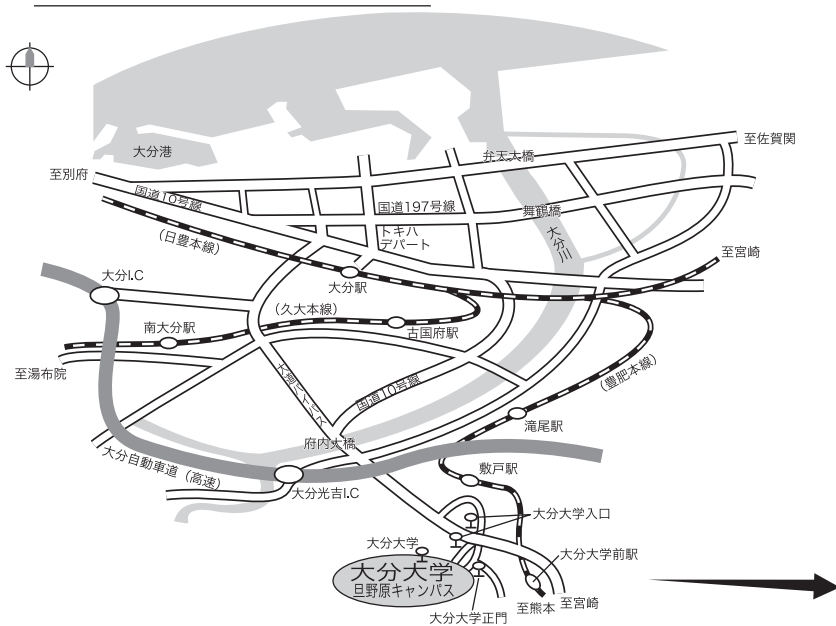 大分港
弁天大橋
至佐賀関
至別府
国道10号線
国道197号線
舞鶴橋
トキハ
デパート
大分川
(日豊本線)
至宮崎
大分I.C
大分駅
(久大本線)
南大分駅
古国府駅
至湯布院
国道10号線
(豊肥本線)
滝尾駅
府内大橋
大分自動車道(高速)
敷戸駅
大分光吉I.C
大分大学入口
大分大学
大分大学前駅
大分大学
旦野原キャンパス
至熊本
至宮崎
大分大学正門